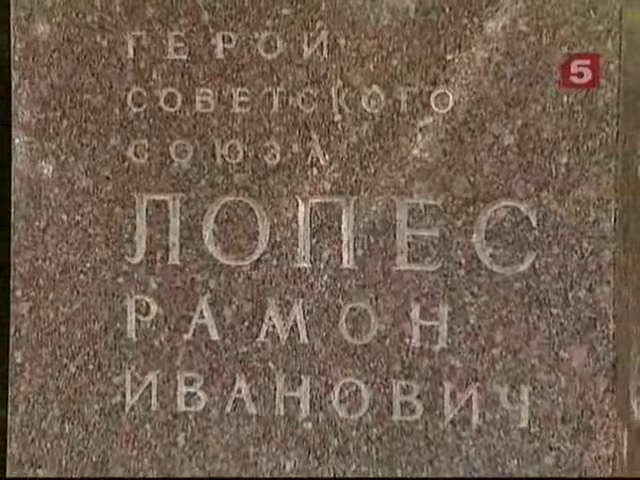 ГЕРОЙ
СОВЕТСКОГО
СОЮЗА
ЛОПЕС
РАМОН
ИВАНОВИЧ
5